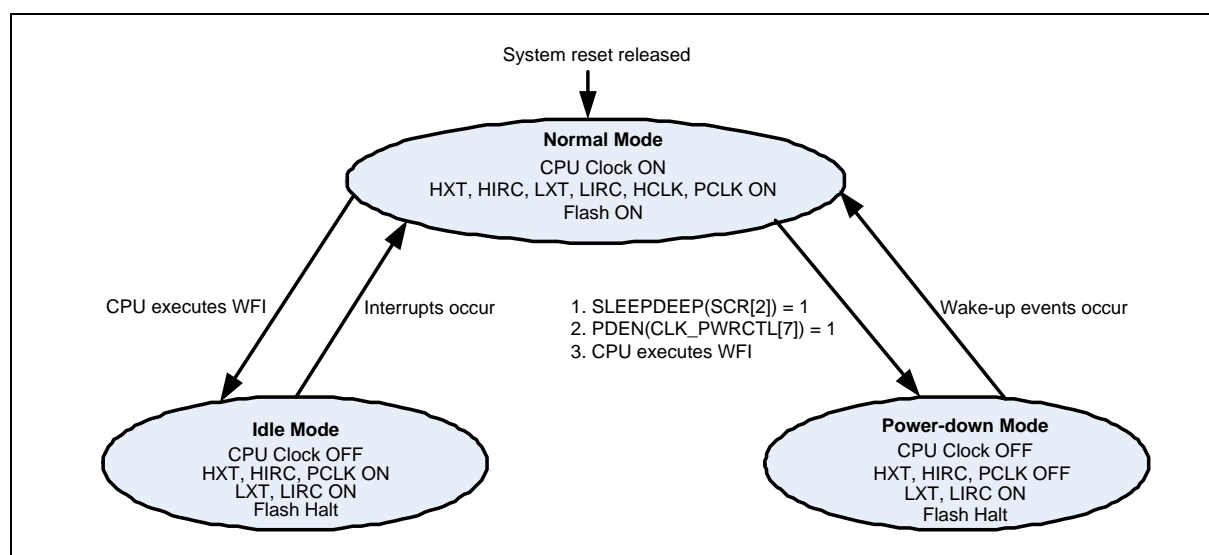 System reset released
Normal Mode
CPU Clock ON
HXT, HIRC, LXT, LIRC, HCLK, PCLK ON
Flash ON
CPU executes WFI
Interrupts occur
1. SLEEPDEEP(SCR[2]) = 1
2. PDEN(CLK_PWRCTL[7]) = 1
3. CPU executes WFI
Wake-up events occur
Idle Mode
CPU Clock OFF
HXT, HIRC, PCLK ON
LXT, LIRC ON
Flash Halt
Power-down Mode
CPU Clock OFF
HXT, HIRC, PCLK OFF
LXT, LIRC ON
Flash Halt